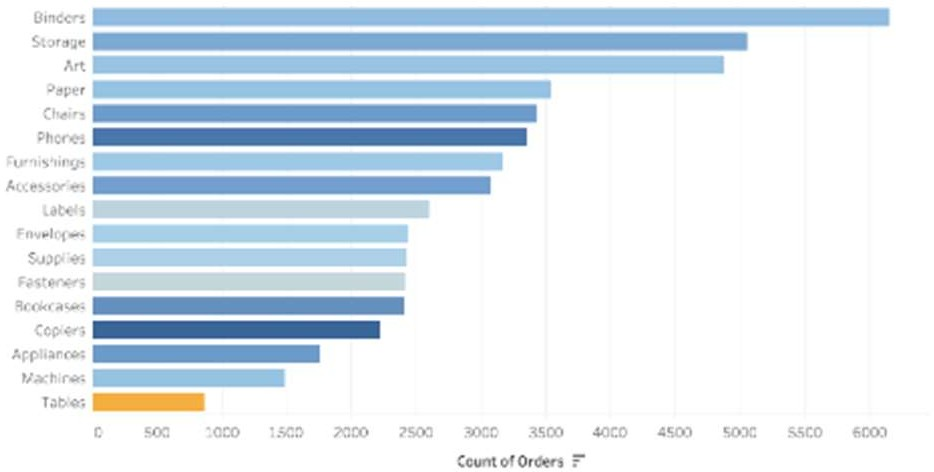 Binders
Storage
Art
Paper
Chairs
Phones
Furnishings
Accessories
Labels
Envelopes
Supplies
Fasteners
Bookcases
Copiers
Appliances
Machines
Tables
0 500 1000 1500 2000 2500 3000 3500 4000 4500 5000 5500 6000
Count of Orders